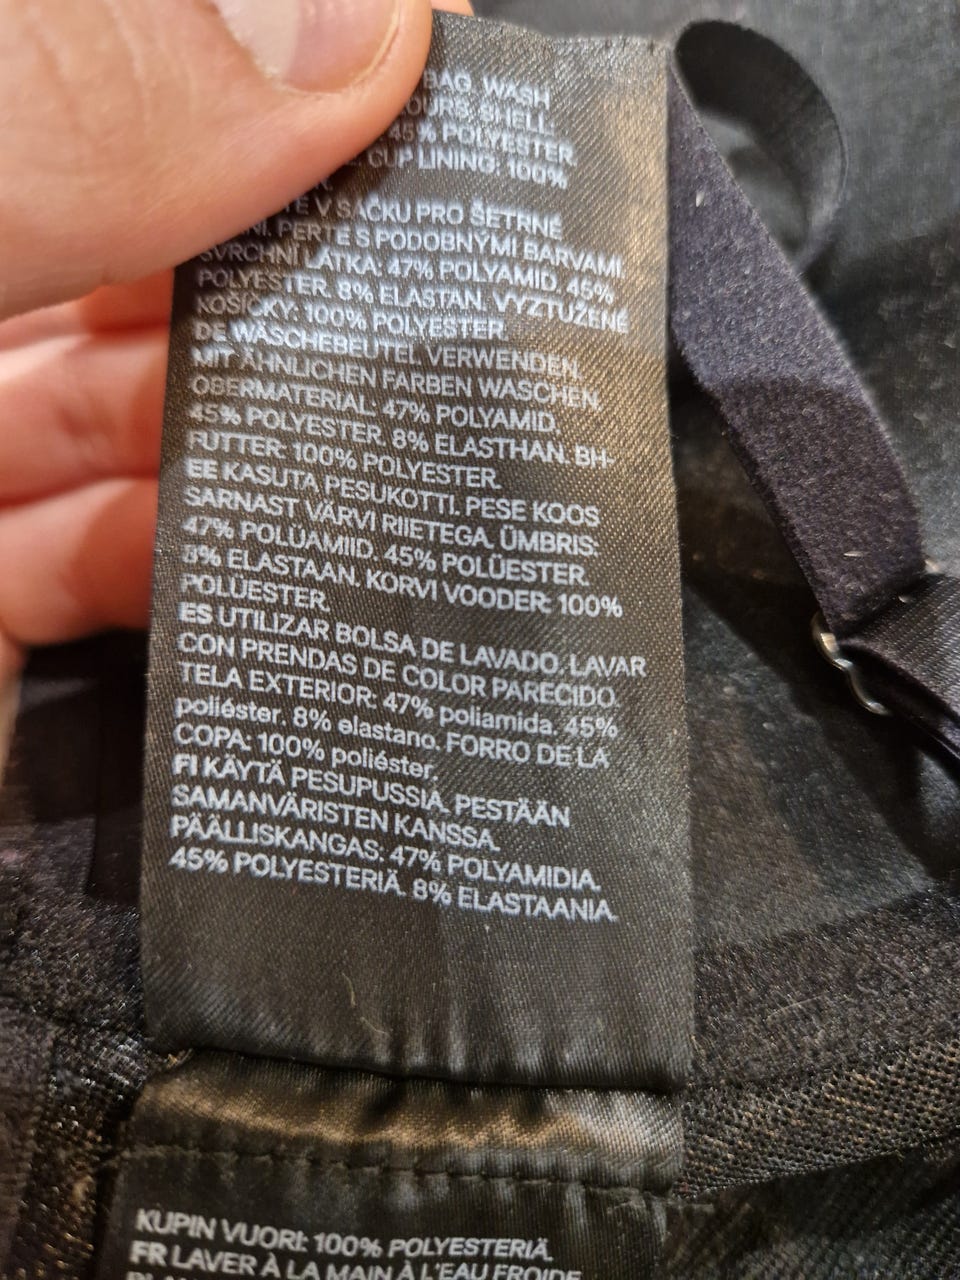 BAG. WASH
OURS. SHELL
45% POLYESTER
CUP LINING: 100%
V SÁČKU PRO ŠETRNÉ
PERTE S PODOBNÝMI BARVAMI
SVRCHNÍ LÁTKA: 47% POLYAMID. 45%
POLYESTER. 8% ELASTAN. VYZTUŽENÉ
KOŠÍČKY: 100% POLYESTER.
DE WÄSCHEBEUTEL VERWENDEN.
MIT ÄHNLICHEN FARBEN WASCHEN.
OBERMATERIAL: 47% POLYAMID.
45% POLYESTER. 8% ELASTHAN. BH-
FUTTER: 100% POLYESTER.
EE KASUTA PESUKOTTI. PESE KOOS
SARNAST VÄRVI RIIETEGA. ÜMBRIS:
47% POLÜAMIID. 45% POLÜESTER.
8% ELASTAAN. KORVI VOODER: 100%
POLÜESTER.
ES UTILIZAR BOLSA DE LAVADO. LAVAR
CON PRENDAS DE COLOR PARECIDO.
TELA EXTERIOR: 47% poliamida. 45%
poliéster. 8% elastano. FORRO DE LA
COPA: 100% poliéster.
FI KÄYTÄ PESUPUSSIA. PESTÄÄN
SAMANVÄRISTEN KANSSA.
PÄÄLLISKANGAS: 47% POLYAMIDIA.
45% POLYESTERIÄ. 8% ELASTAANIA.
KUPIN VUORI: 100% POLYESTERIÄ.
FR LAVER À LA MAIN À L'EAU FROIDE